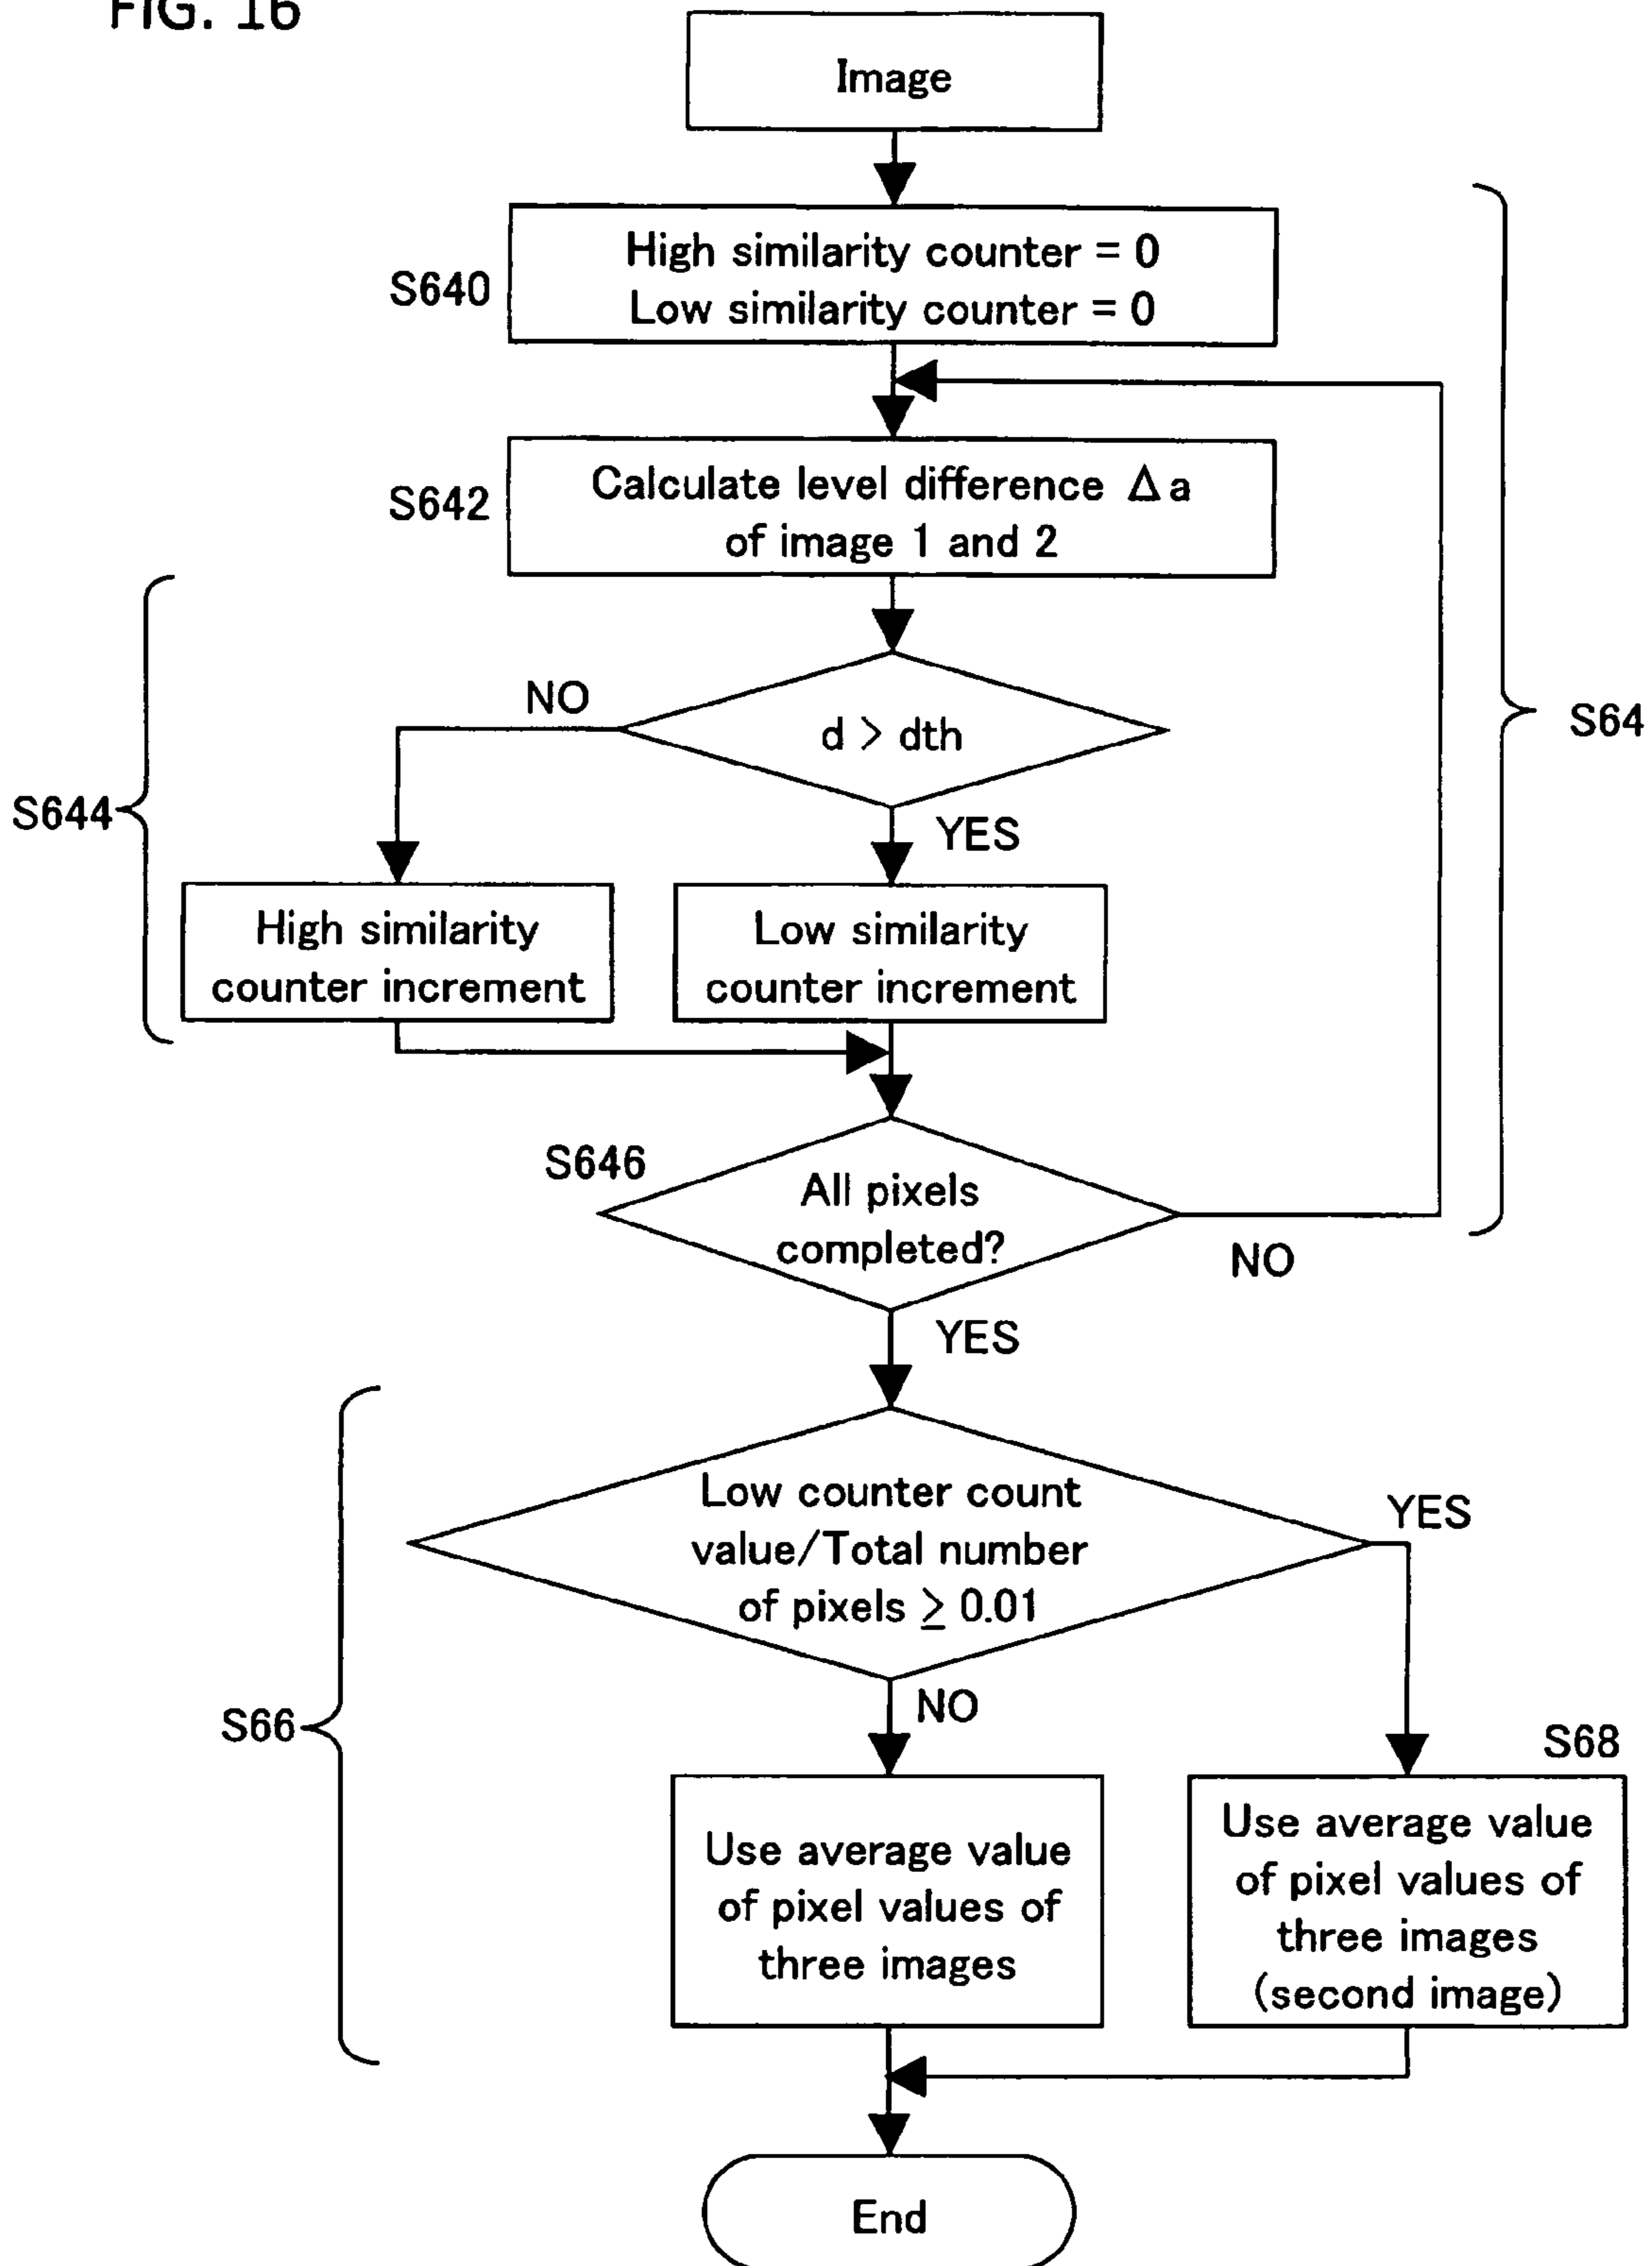 FIG. 16
Image
S640
High similarity counter = 0
Low similarity counter = 0
S642
Calculate level difference Δa
of image 1 and 2
S64
S644
NO
d > dth
YES
High similarity
counter increment
Low similarity
counter increment
S646
All pixels
completed?
NO
YES
S66
Low counter count
value/Total number
of pixels ≥ 0.01
YES
NO
S68
Use average value
of pixel values of
three images
Use average value
of pixel values of
three images
(second image)
End